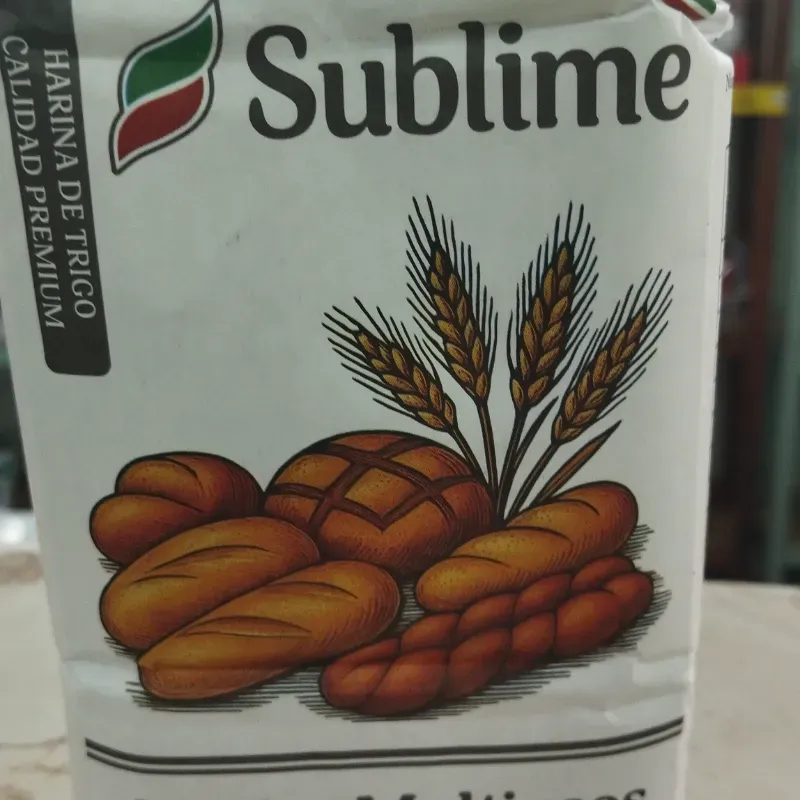 Sublime
HARINA DE TRIGO
CALIDAD PREMIUM